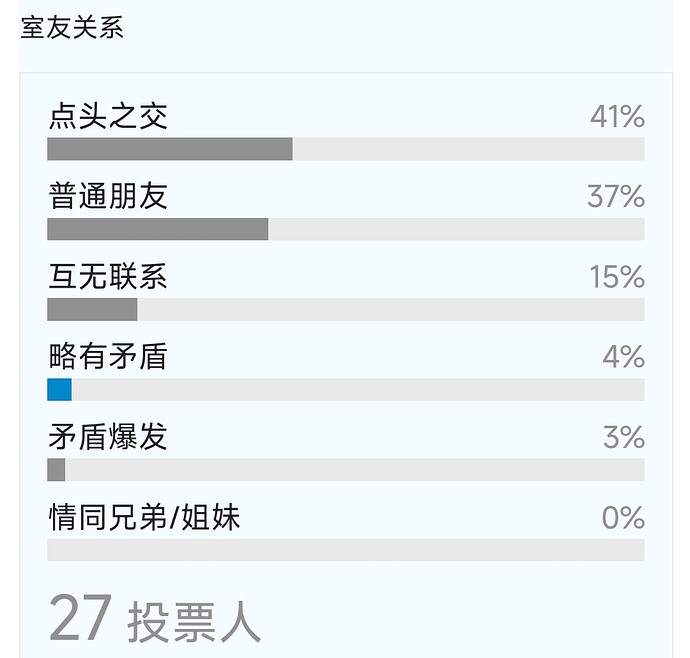 室友关系
点头之交 41%
普通朋友 37%
互无联系 15%
略有矛盾 4%
矛盾爆发 3%
情同兄弟/姐妹 0%
27 投票人